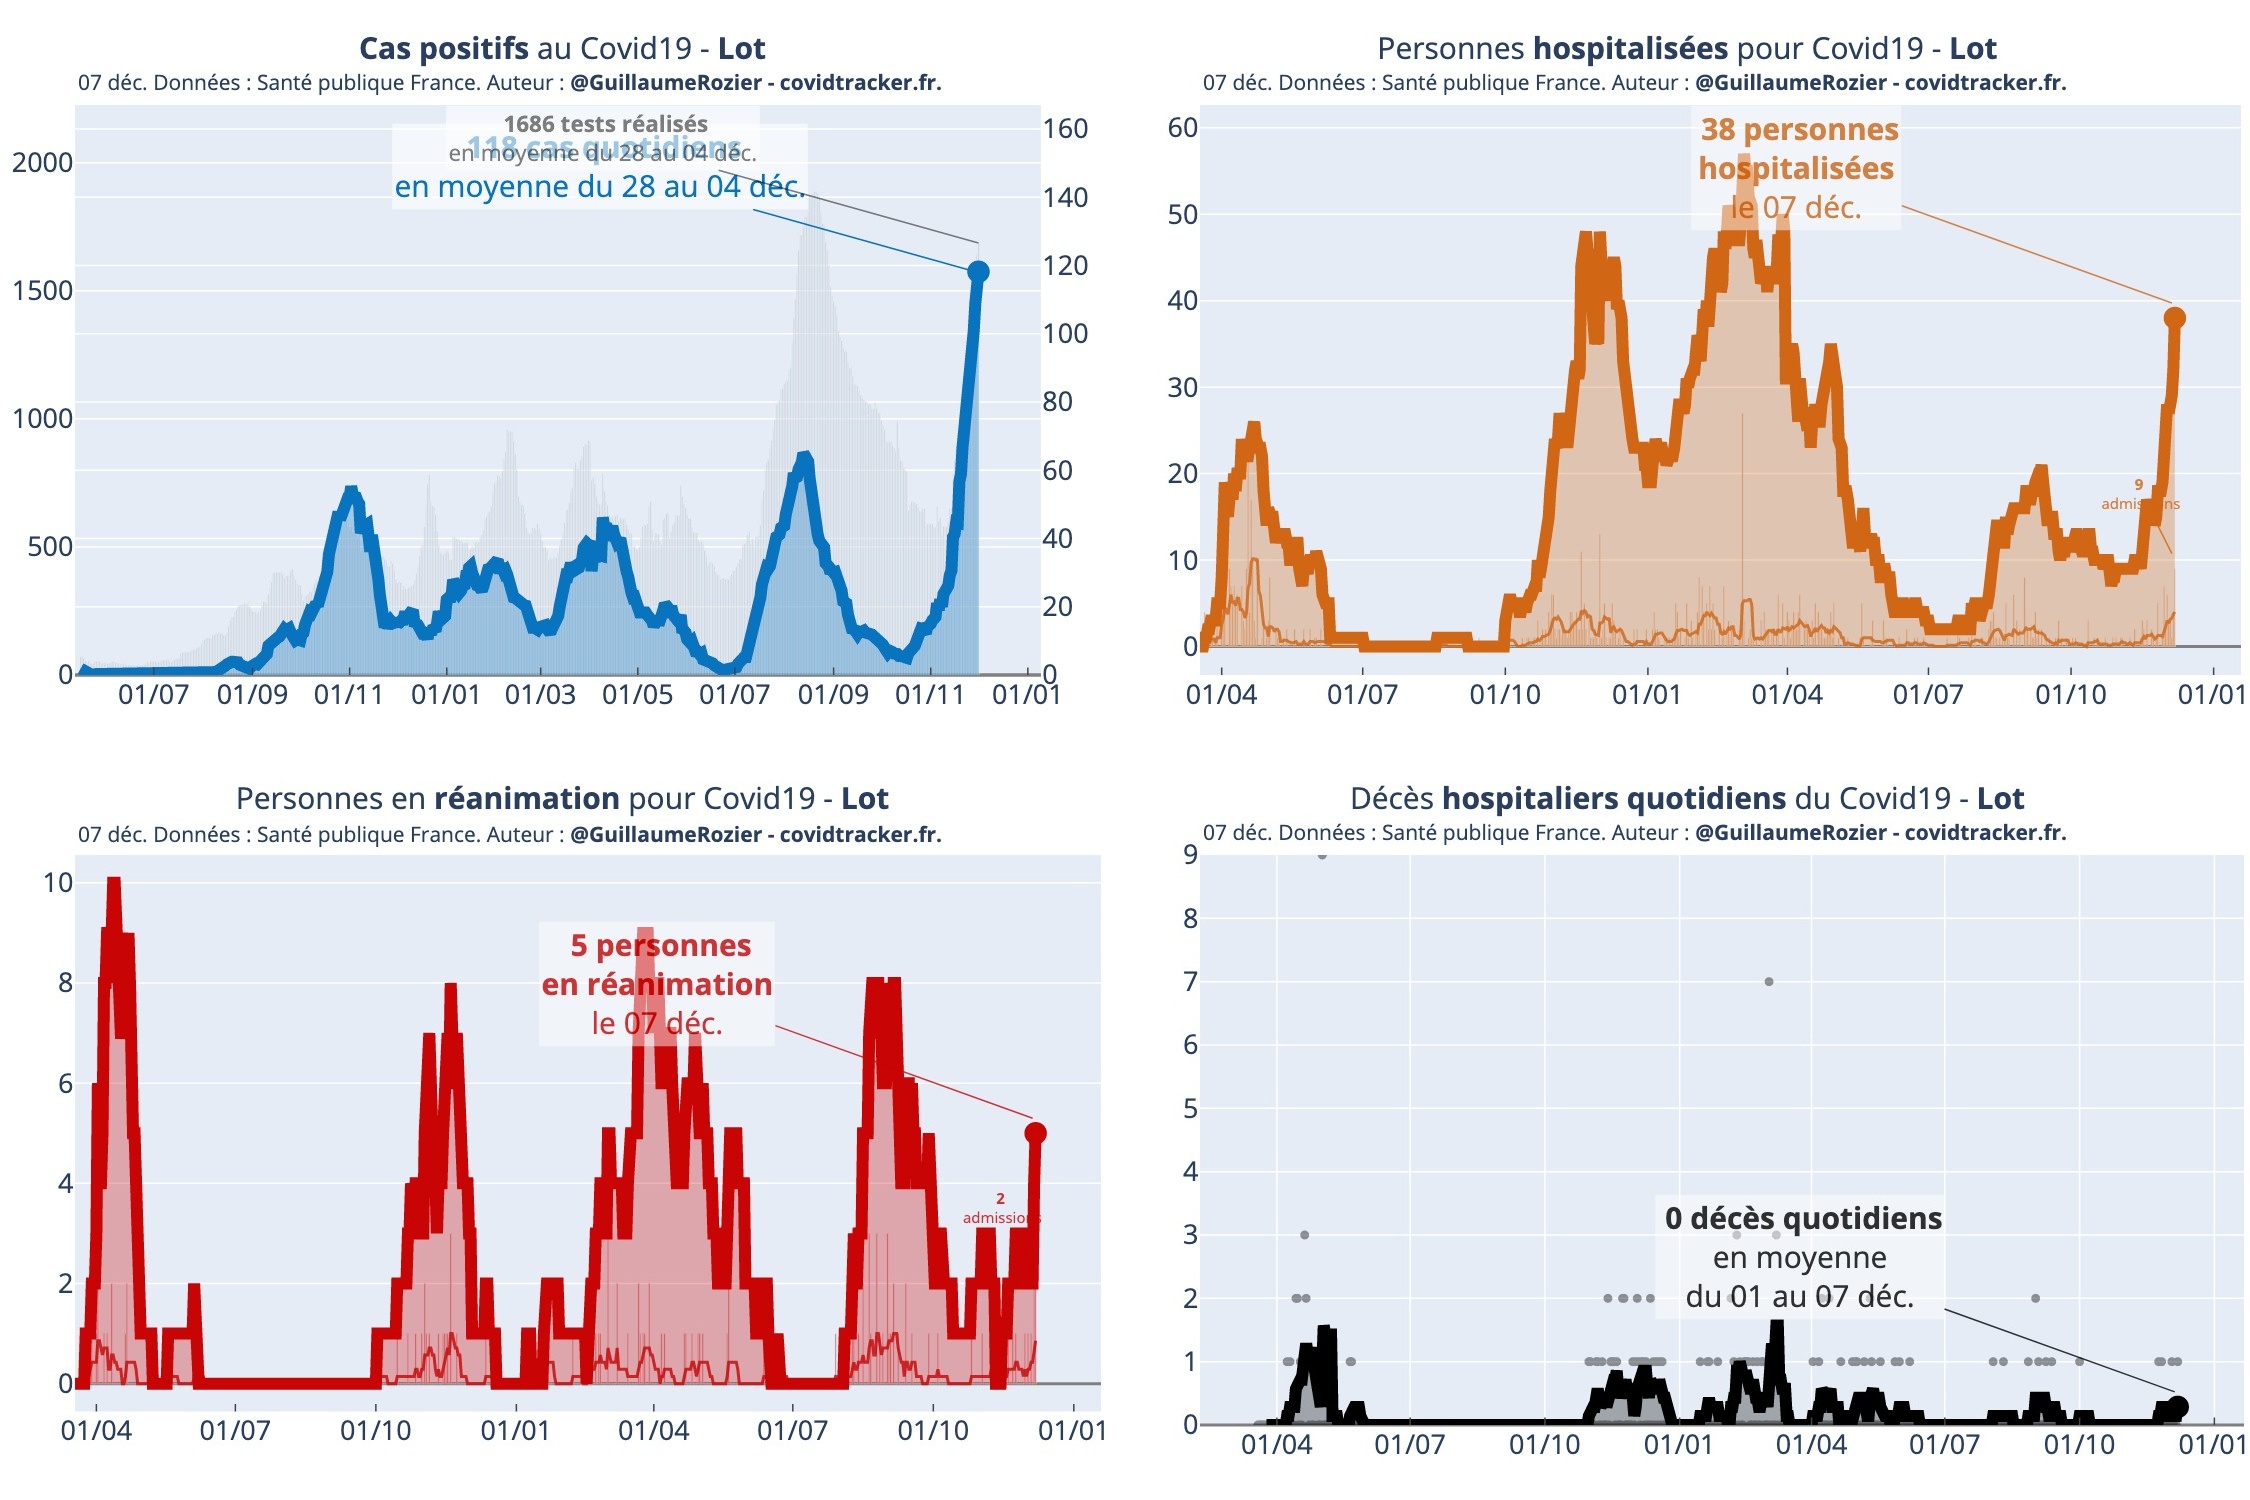 Cas positifs au Covid19 - Lot
07 déc. Données : Santé publique France. Auteur : @GuillaumeRozier - covidtracker.fr.
1686 tests réalisés
118 cas quotidiens
en moyenne du 28 au 04 déc.
en moyenne du 28 au 04 déc.
2000
1500
1000
500
0
160
140
120
100
80
60
40
20
0
01/07 01/09 01/11 01/01 01/03 01/05 01/07 01/09 01/11 01/01
Personnes hospitalisées pour Covid19 - Lot
07 déc. Données : Santé publique France. Auteur : @GuillaumeRozier - covidtracker.fr.
38 personnes
hospitalisées
le 07 déc.
9
admissions
60
50
40
30
20
10
0
01/04 01/07 01/10 01/01 01/04 01/07 01/10 01/01
Personnes en réanimation pour Covid19 - Lot
07 déc. Données : Santé publique France. Auteur : @GuillaumeRozier - covidtracker.fr.
5 personnes
en réanimation
le 07 déc.
2
admissions
10
8
6
4
2
0
01/04 01/07 01/10 01/01 01/04 01/07 01/10 01/01
Décès hospitaliers quotidiens du Covid19 - Lot
07 déc. Données : Santé publique France. Auteur : @GuillaumeRozier - covidtracker.fr.
0 décès quotidiens
en moyenne
du 01 au 07 déc.
9
8
7
6
5
4
3
2
1
0
01/04 01/07 01/10 01/01 01/04 01/07 01/10 01/01